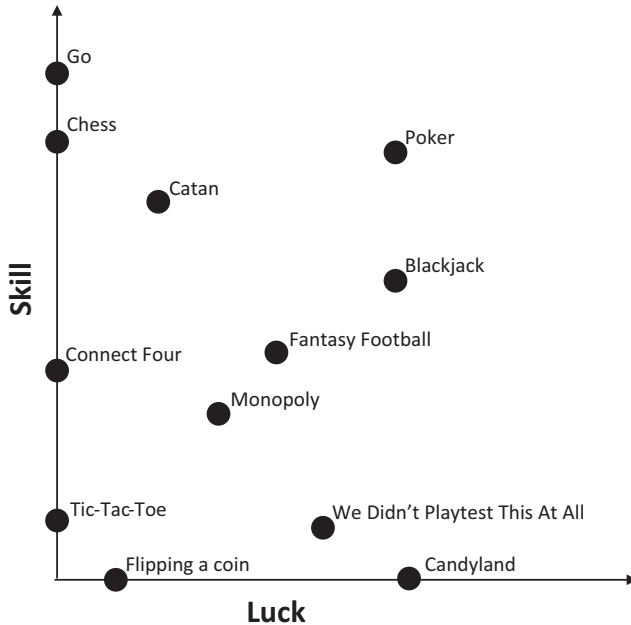 Go
Chess
Poker
Catan
Blackjack
Skill
Fantasy Football
Connect Four
Monopoly
Tic-Tac-Toe
We Didn’t Playtest This At All
Flipping a coin
Candyland
Luck